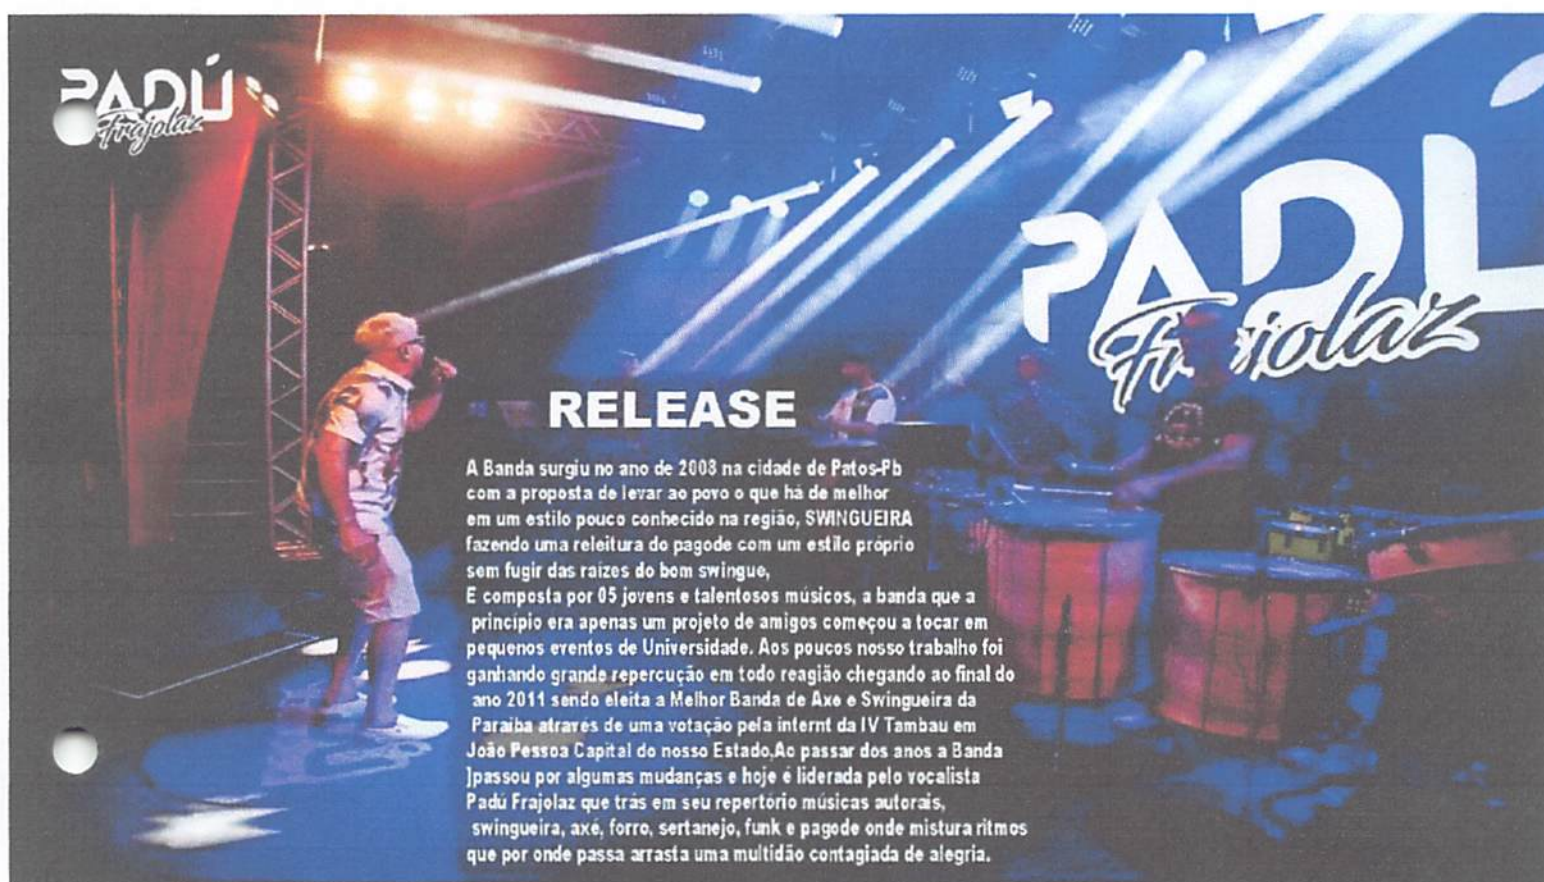 PADÚ
Frajolaz
PADÚ
Frajolaz
RELEASE
A Banda surgiu no ano de 2008 na cidade de Patos-Pb
com a proposta de levar ao povo o que há de melhor
em um estilo pouco conhecido na região, SWINGUEIRA
fazendo uma releitura do pagode com um estilo próprio
sem fugir das raízes do bom swingue,
E composta por 05 jovens e talentosos músicos, a banda que a
princípio era apenas um projeto de amigos começou a tocar em
pequenos eventos de Universidade. Aos poucos nosso trabalho foi
ganhando grande repercução em todo reagião chegando ao final do
ano 2011 sendo eleita a Melhor Banda de Axe e Swingueira da
Paraiba através de uma votação pela internt da IV Tambau em
João Pessoa Capital do nosso Estado,Ao passar dos anos a Banda
]passou por algumas mudanças e hoje é liderada pelo vocalista
Padú Frajolaz que trás em seu repertório músicas autorais,
swingueira, axé, forro, sertanejo, funk e pagode onde mistura ritmos
que por onde passa arrasta uma multidão contagiada de alegria.